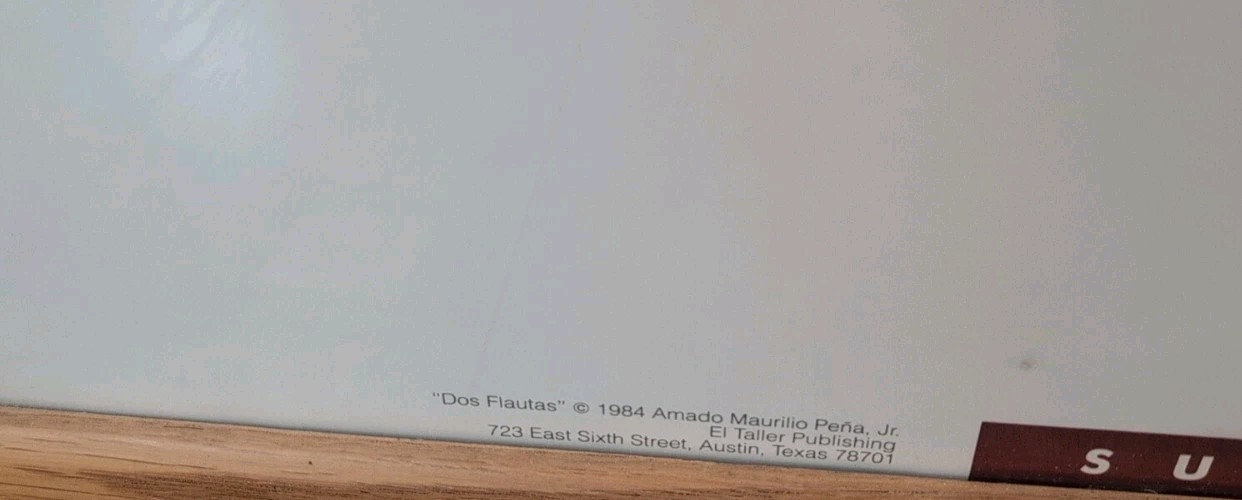 "Dos Flautas" © 1984 Amado Maurilio Peña, Jr.
El Taller Publishing
723 East Sixth Street, Austin, Texas 78701
S U